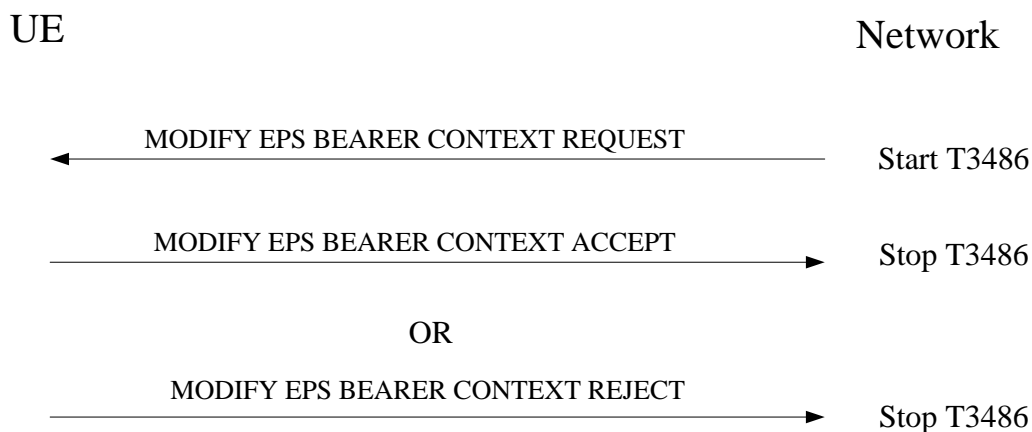 UE
Network
MODIFY EPS BEARER CONTEXT REQUEST
Start T3486
MODIFY EPS BEARER CONTEXT ACCEPT
Stop T3486
OR
MODIFY EPS BEARER CONTEXT REJECT
Stop T3486